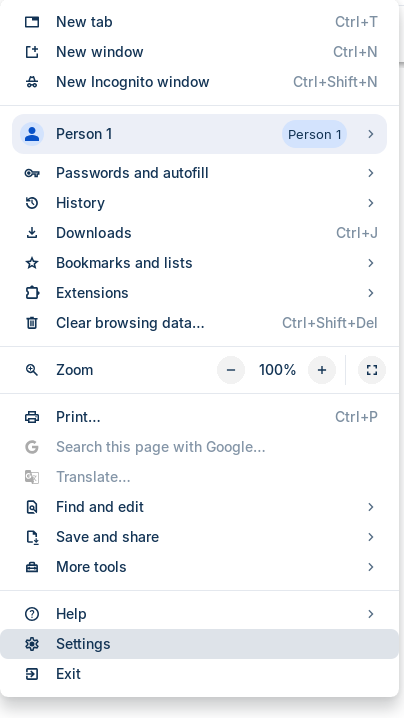 New tab Ctrl+T
New window Ctrl+N
New Incognito window Ctrl+Shift+N
Person 1 Person 1
Passwords and autofill
History
Downloads Ctrl+J
Bookmarks and lists
Extensions
Clear browsing data... Ctrl+Shift+Del
Zoom − 100% +
Print... Ctrl+P
Search this page with Google...
Translate...
Find and edit
Save and share
More tools
Help
Settings
Exit